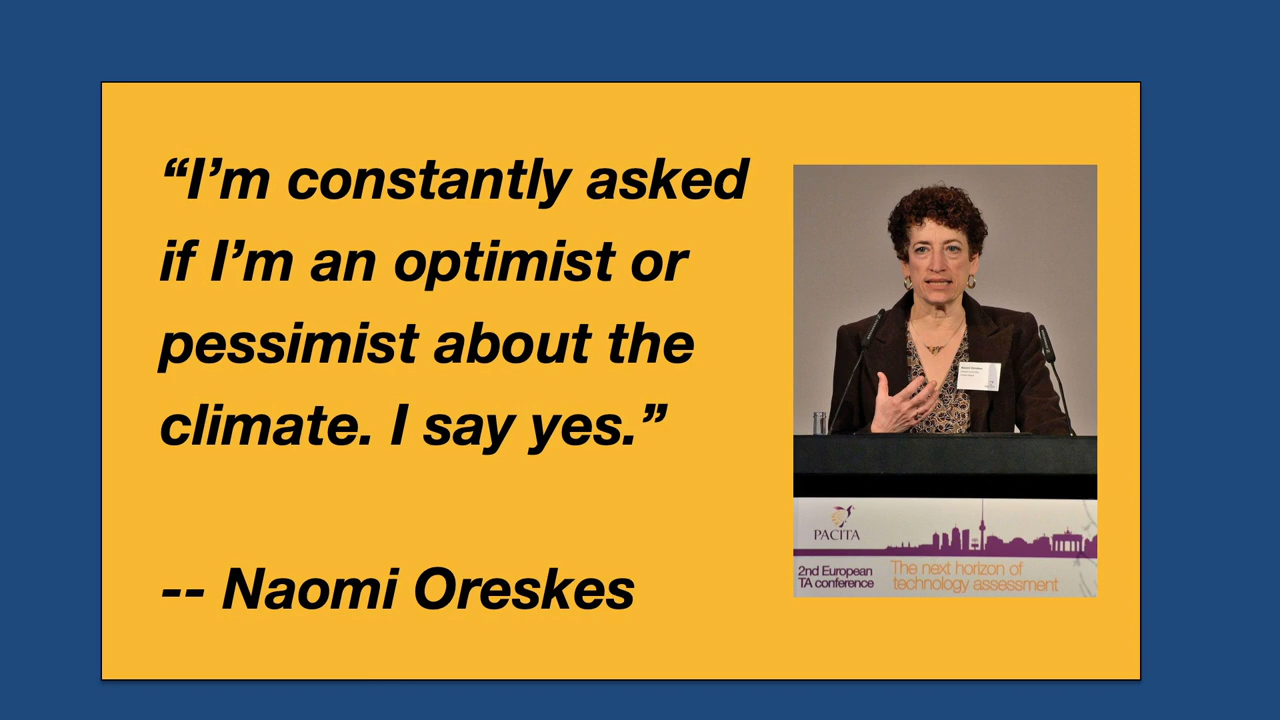 “I’m constantly asked
if I’m an optimist or
pessimist about the
climate. I say yes.”
-- Naomi Oreskes
PACITA
2nd European
TA conference
The next horizon of
technology assessment